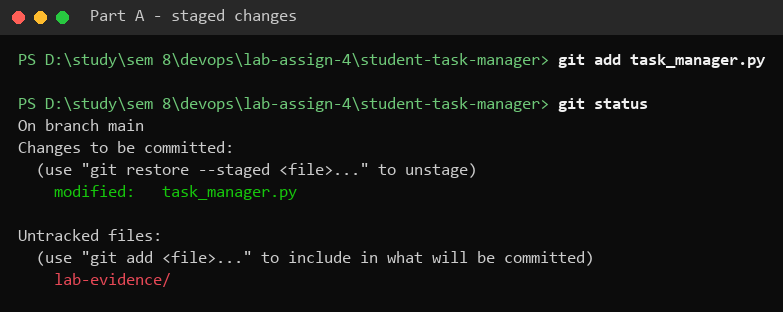 Part A - staged changes
PS D:\study\sem 8\devops\lab-assign-4\student-task-manager> git add task_manager.py
PS D:\study\sem 8\devops\lab-assign-4\student-task-manager> git status
On branch main
Changes to be committed:
  (use "git restore --staged <file>..." to unstage)
    modified:   task_manager.py
Untracked files:
  (use "git add <file>..." to include in what will be committed)
    lab-evidence/